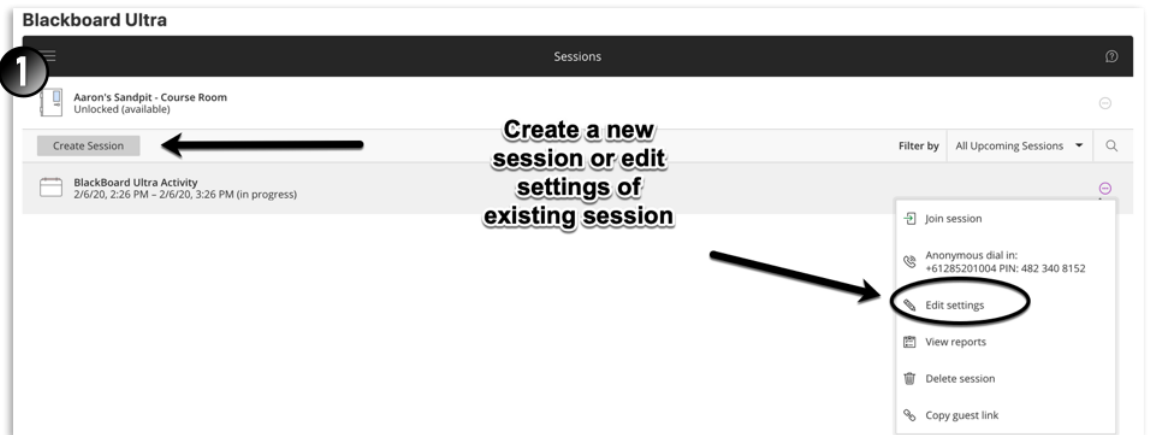 Blackboard Ultra
1
Sessions
Aaron's Sandpit - Course Room
Unlocked (available)
Create Session
Create a new
session or edit
settings of
existing session
Filter by All Upcoming Sessions
BlackBoard Ultra Activity
2/6/20, 2:26 PM – 2/6/20, 3:26 PM (in progress)
Join session
Anonymous dial in:
+61285201004 PIN: 482 340 8152
Edit settings
View reports
Delete session
Copy guest link